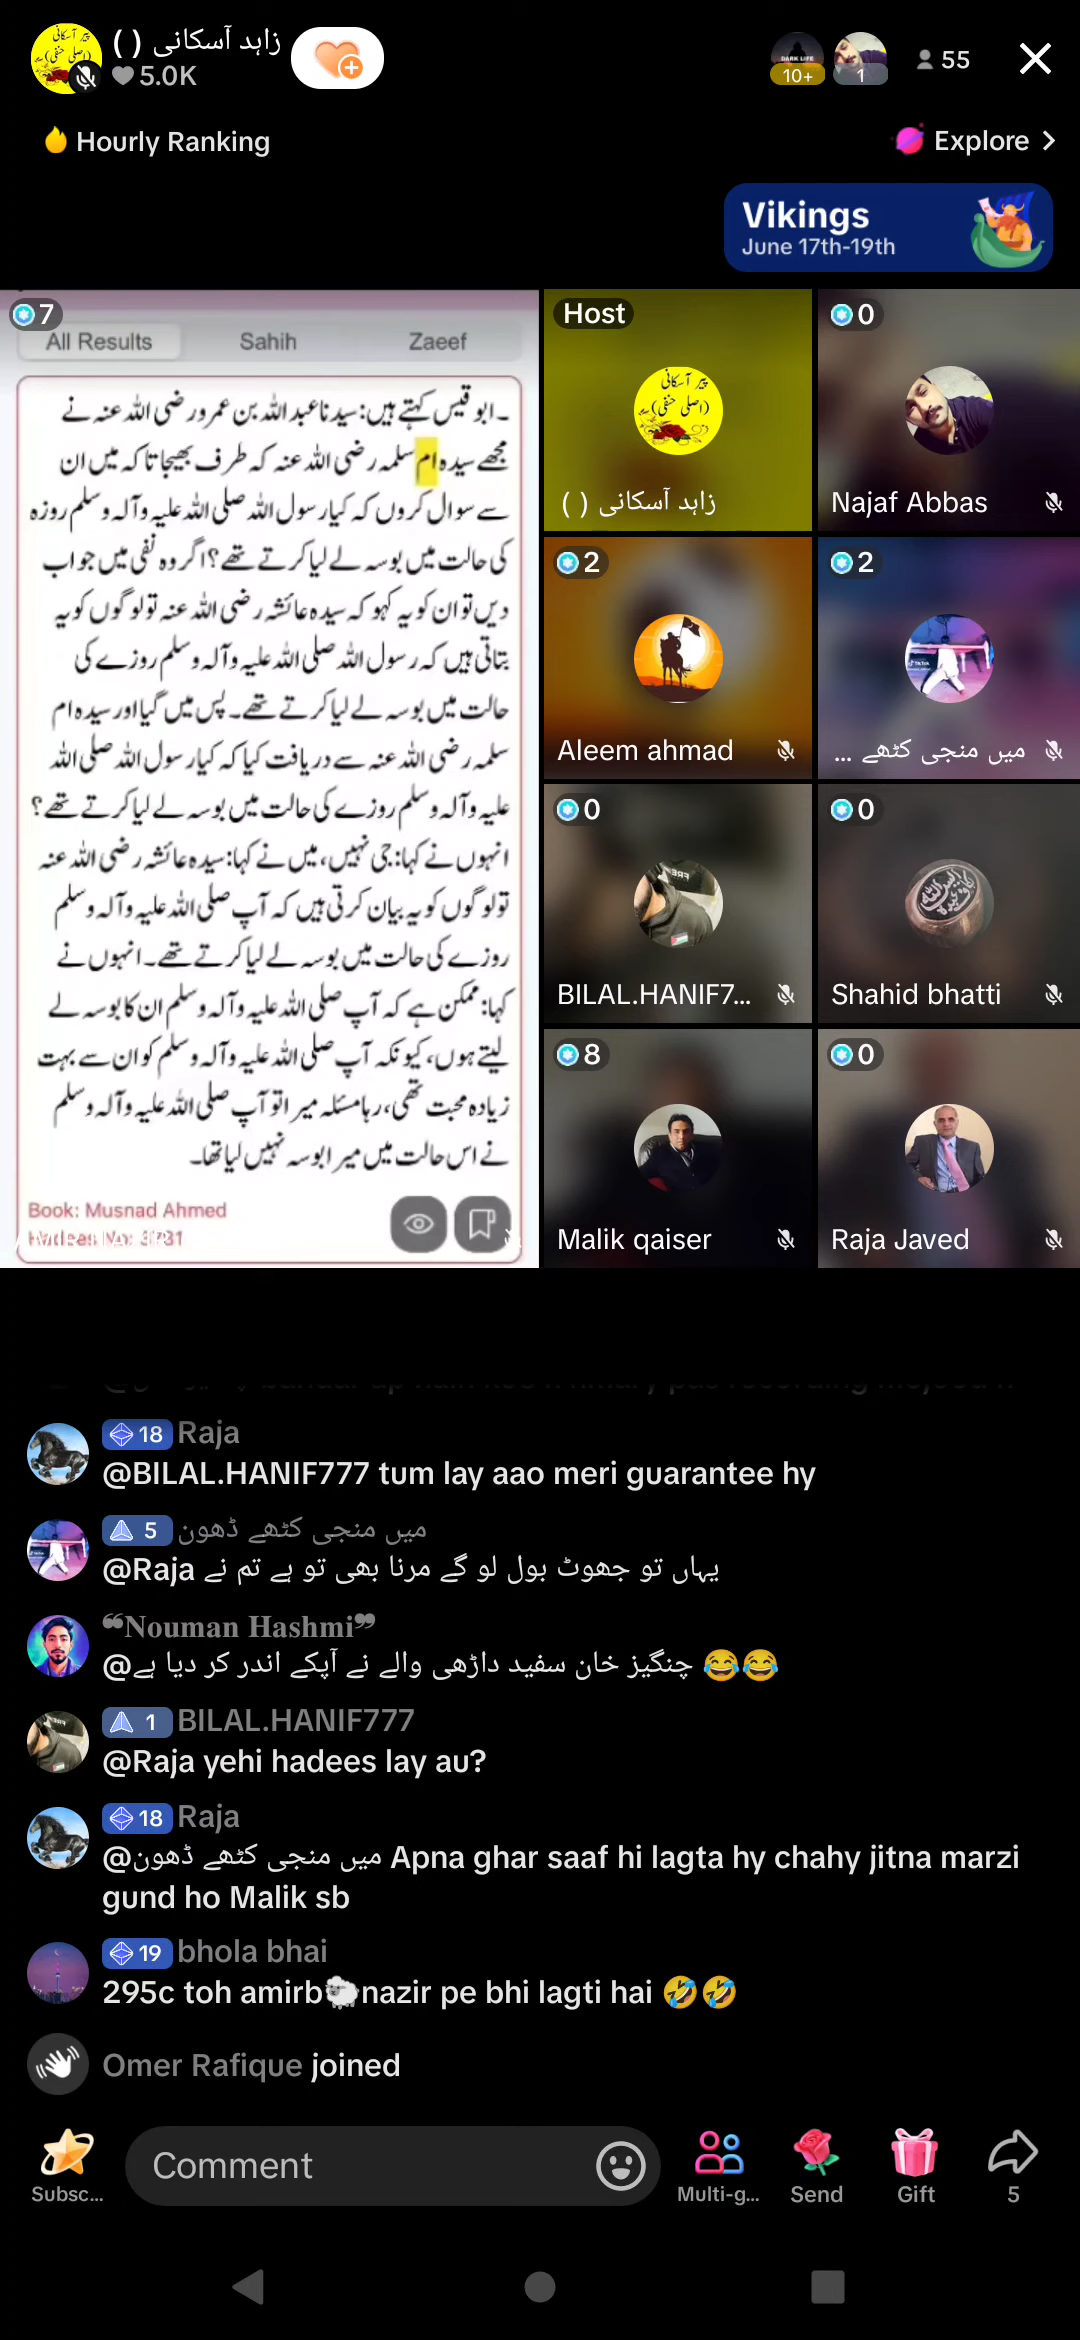 زاہد آسکانی ( )
5.0K
10+
1
55
Hourly Ranking
Explore
Vikings
June 17th-19th
7
All Results
Sahih
Zaeef
۔ابو قیس کہتے ہیں: سیدنا عبد اللہ بن عمرو رضی اللہ عنہ نے
مجھے سیدہ ام سلمہ رضی اللہ عنہ کہ طرف بھیجا تا کہ میں ان
سے سوال کروں کہ کیا رسول اللہ صلی اللہ علیہ وآلہ وسلم روزہ
کی حالت میں بوسہ لے لیا کرتے تھے؟ اگر وہ نفی میں جواب
دیں تو ان کو یہ کہو کہ سیدہ عائشہ رضی اللہ عنہ تو لوگوں کو یہ
بتاتی ہیں کہ رسول اللہ صلی اللہ علیہ وآلہ وسلم روزے کی
حالت میں بوسہ لے لیا کرتے تھے۔ پس میں گیا اور سیدہ ام
سلمہ رضی اللہ عنہ سے دریافت کیا کہ کیا رسول اللہ صلی اللہ
علیہ وآلہ وسلم روزے کی حالت میں بوسہ لے لیا کرتے تھے؟
انہوں نے کہا: جی نہیں، میں نے کہا: سیدہ عائشہ رضی اللہ عنہ
تو لوگوں کو یہ بیان کرتی ہیں کہ آپ صلی اللہ علیہ وآلہ وسلم
روزے کی حالت میں بوسہ لے لیا کرتے تھے۔ انہوں نے
کہا: ممکن ہے کہ آپ صلی اللہ علیہ وآلہ وسلم ان کا بوسہ لے
لیتے ہوں، کیونکہ آپ صلی اللہ علیہ وآلہ وسلم کو ان سے بہت
زیادہ محبت تھی، رہا مسئلہ میرا تو آپ صلی اللہ علیہ وآلہ وسلم
نے اس حالت میں میرا بوسہ نہیں لیا تھا۔
Book: Musnad Ahmed
Host
پیر آسکانی
(اصلی حنفی)
زاہد آسکانی ( )
0
Najaf Abbas
2
Aleem ahmad
2
میں منجی کٹھے ...
0
BILAL.HANIF7...
0
Shahid bhatti
8
Malik qaiser
0
Raja Javed
18 Raja
@BILAL.HANIF777 tum lay aao meri guarantee hy
5 میں منجی کٹھے ڈھون
@Raja یہاں تو جھوٹ بول لو گے مرنا بھی تو ہے تم نے
❝Nouman Hashmi❞
@چنگیز خان سفید داڑھی والے نے آپکے اندر کر دیا ہے 😂😂
1 BILAL.HANIF777
@Raja yehi hadees lay au?
18 Raja
@میں منجی کٹھے ڈھون Apna ghar saaf hi lagta hy chahy jitna marzi
gund ho Malik sb
19 bhola bhai
295c toh amirb🐑nazir pe bhi lagti hai 🤣🤣
Omer Rafique joined
Comment
Subsc...
Multi-g...
Send
Gift
5